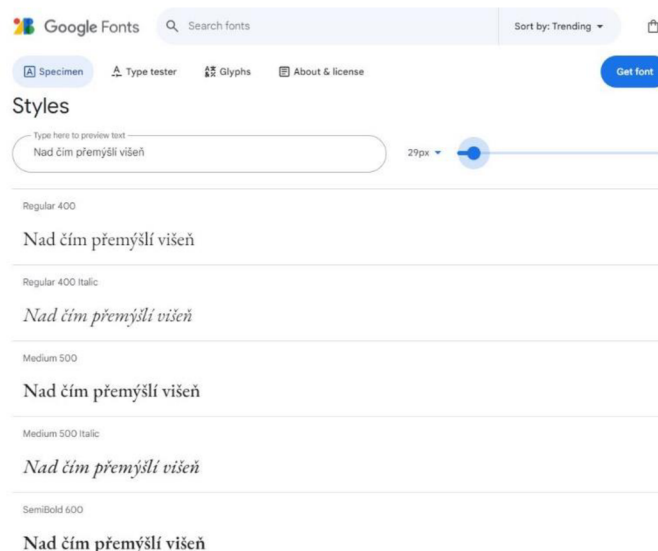 Google Fonts
Search fonts
Sort by: Trending
Specimen
Type tester
Glyphs
About & license
Get font
Styles
Type here to preview text
Nad čím přemýšlí višeň
29px
Regular 400
Nad čím přemýšlí višeň
Regular 400 Italic
Nad čím přemýšlí višeň
Medium 500
Nad čím přemýšlí višeň
Medium 500 Italic
Nad čím přemýšlí višeň
SemiBold 600
Nad čím přemýšlí višeň